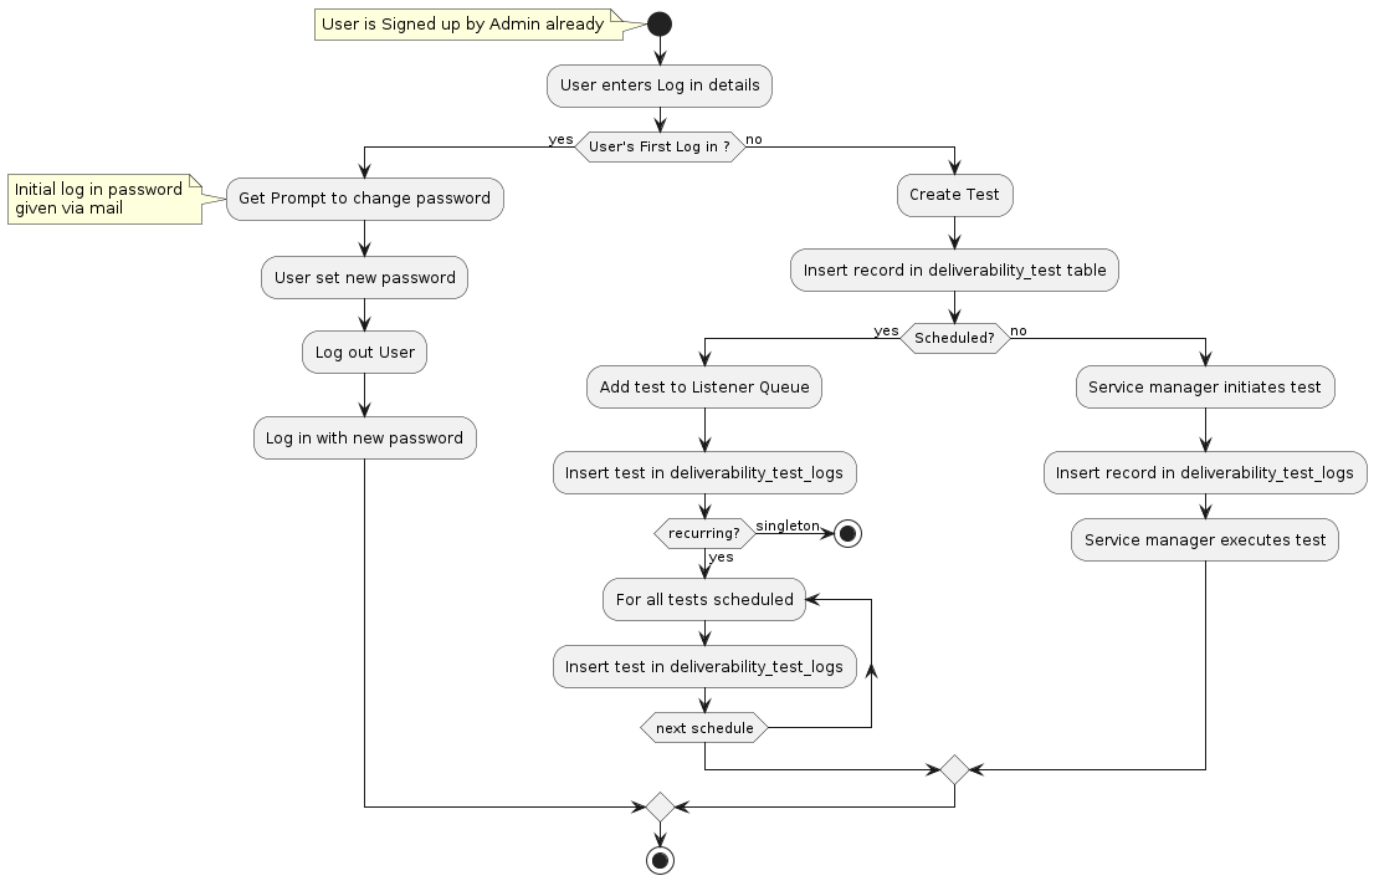 User is Signed up by Admin already
User enters Log in details
yes
User's First Log in ?
no
Initial log in password
given via mail
Get Prompt to change password
User set new password
Log out User
Log in with new password
Create Test
Insert record in deliverability_test table
yes
Scheduled?
no
Add test to Listener Queue
Insert test in deliverability_test_logs
recurring?
singleton
yes
For all tests scheduled
Insert test in deliverability_test_logs
next schedule
Service manager initiates test
Insert record in deliverability_test_logs
Service manager executes test